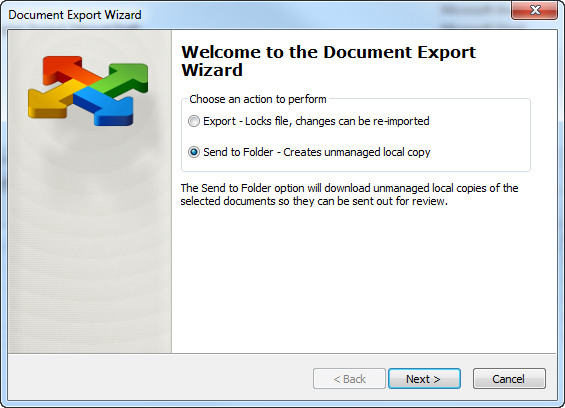 Document Export Wizard
Welcome to the Document Export
Wizard
Choose an action to perform
Export - Locks file, changes can be re-imported
Send to Folder - Creates unmanaged local copy
The Send to Folder option will download unmanaged local copies of the
selected documents so they can be sent out for review.
< Back
Next >
Cancel